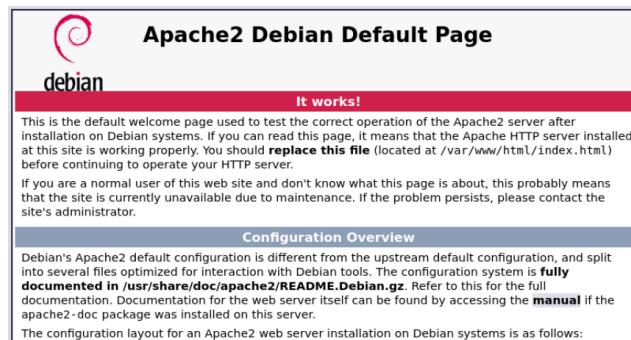 Apache2 Debian Default Page
debian
It works!
This is the default welcome page used to test the correct operation of the Apache2 server after
installation on Debian systems. If you can read this page, it means that the Apache HTTP server installed
at this site is working properly. You should replace this file (located at /var/www/html/index.html)
before continuing to operate your HTTP server.
If you are a normal user of this web site and don't know what this page is about, this probably means
that the site is currently unavailable due to maintenance. If the problem persists, please contact the
site's administrator.
Configuration Overview
Debian's Apache2 default configuration is different from the upstream default configuration, and split
into several files optimized for interaction with Debian tools. The configuration system is fully
documented in /usr/share/doc/apache2/README.Debian.gz. Refer to this for the full
documentation. Documentation for the web server itself can be found by accessing the manual if the
apache2-doc package was installed on this server.
The configuration layout for an Apache2 web server installation on Debian systems is as follows: